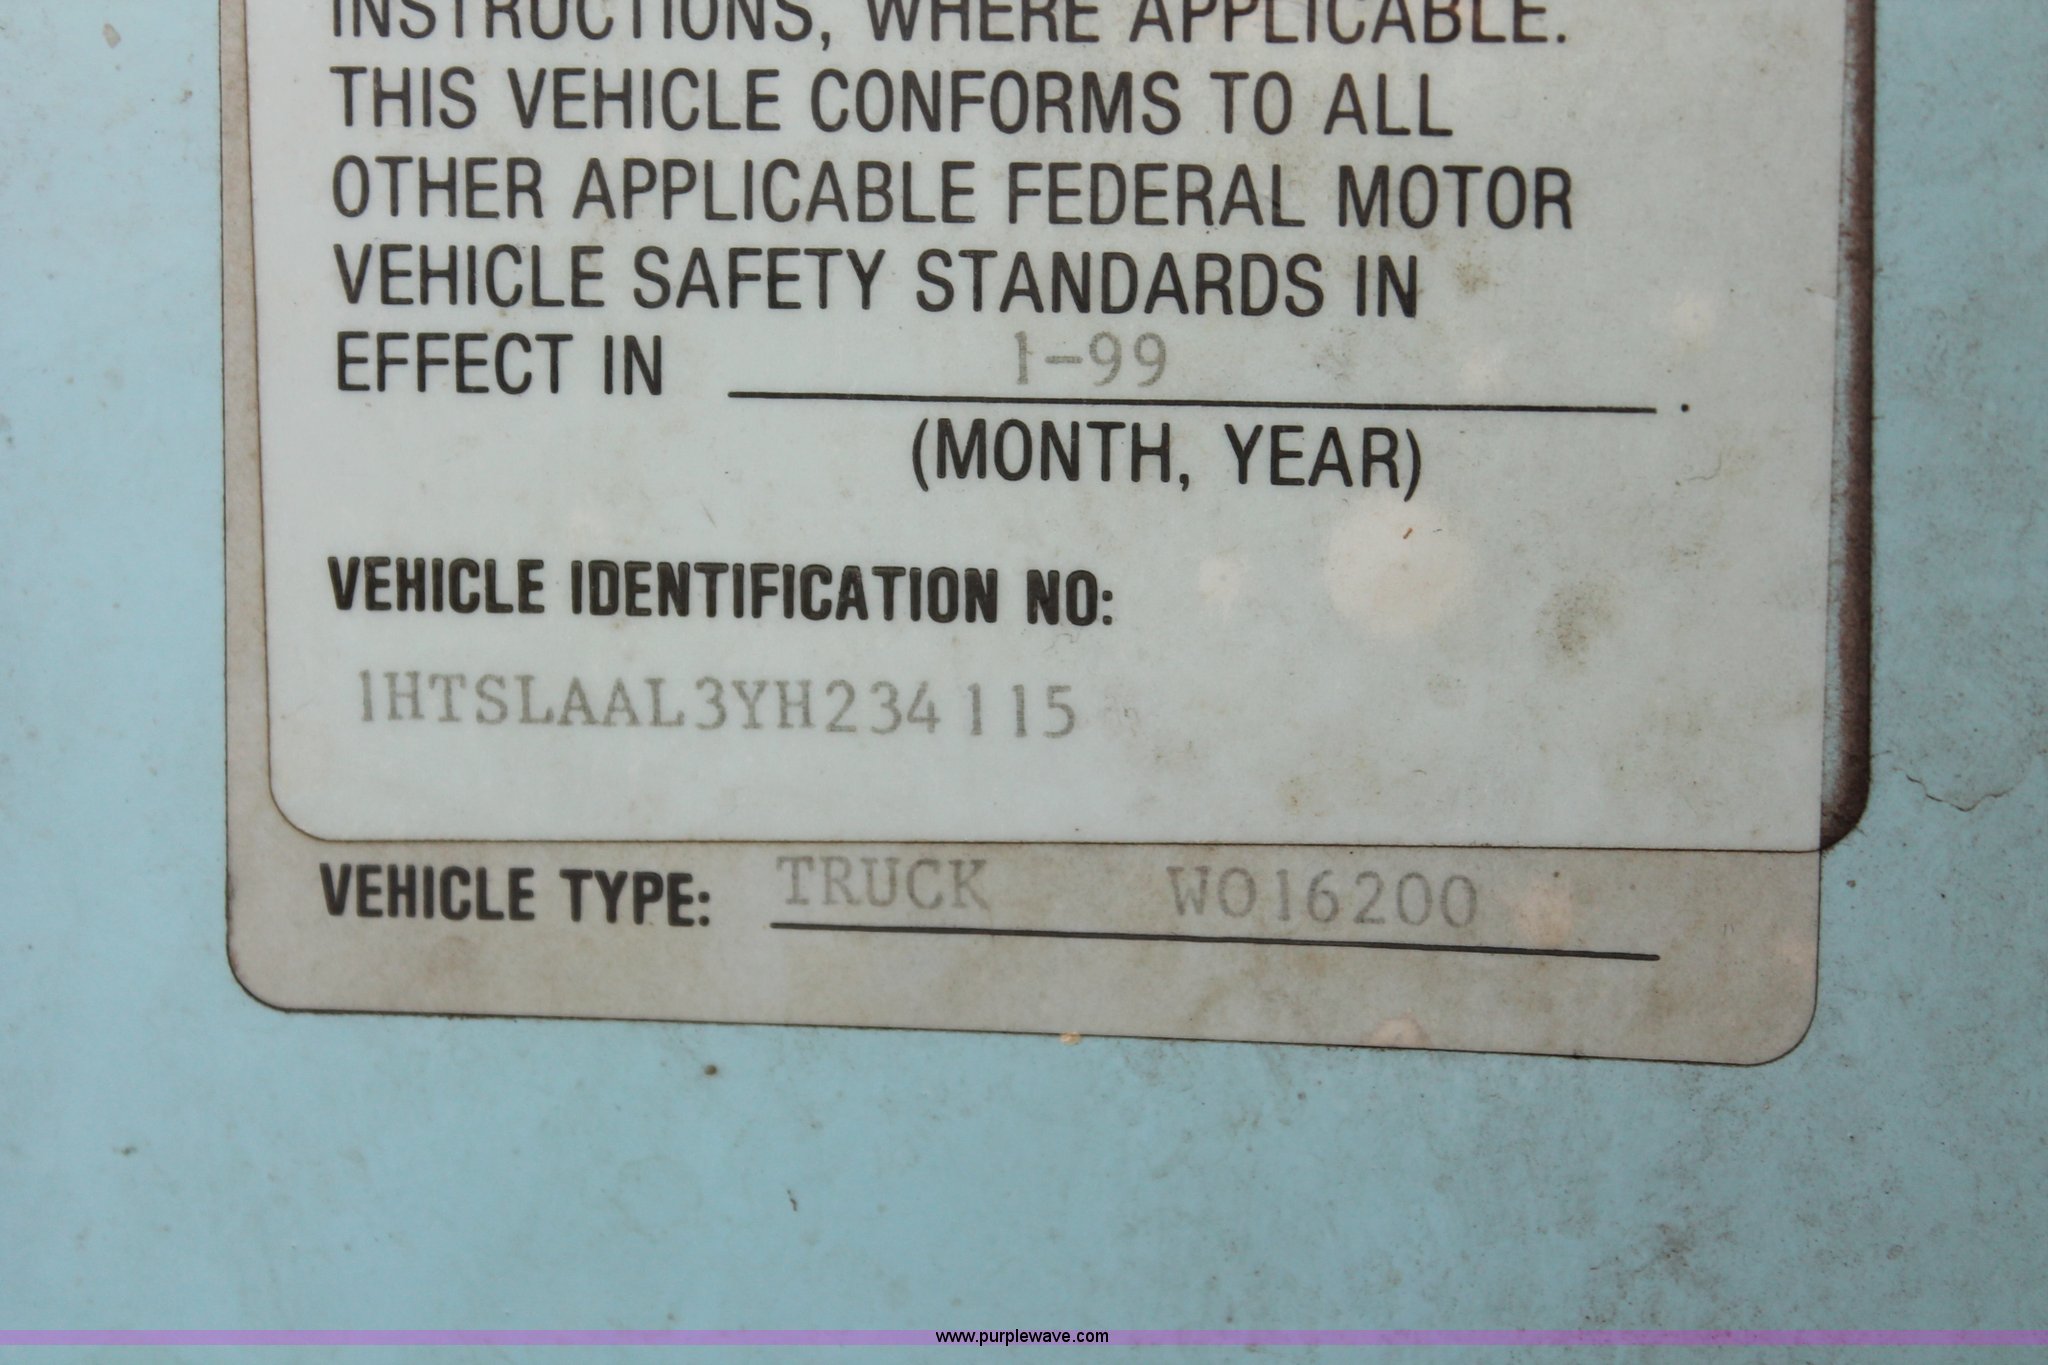 INSTRUCTIONS, WHERE APPLICABLE.
THIS VEHICLE CONFORMS TO ALL
OTHER APPLICABLE FEDERAL MOTOR
VEHICLE SAFETY STANDARDS IN
EFFECT IN 1-99.
(MONTH, YEAR)
VEHICLE IDENTIFICATION NO:
1HTSLAAL3YH234115
VEHICLE TYPE: TRUCK WO16200
www.purplewave.com